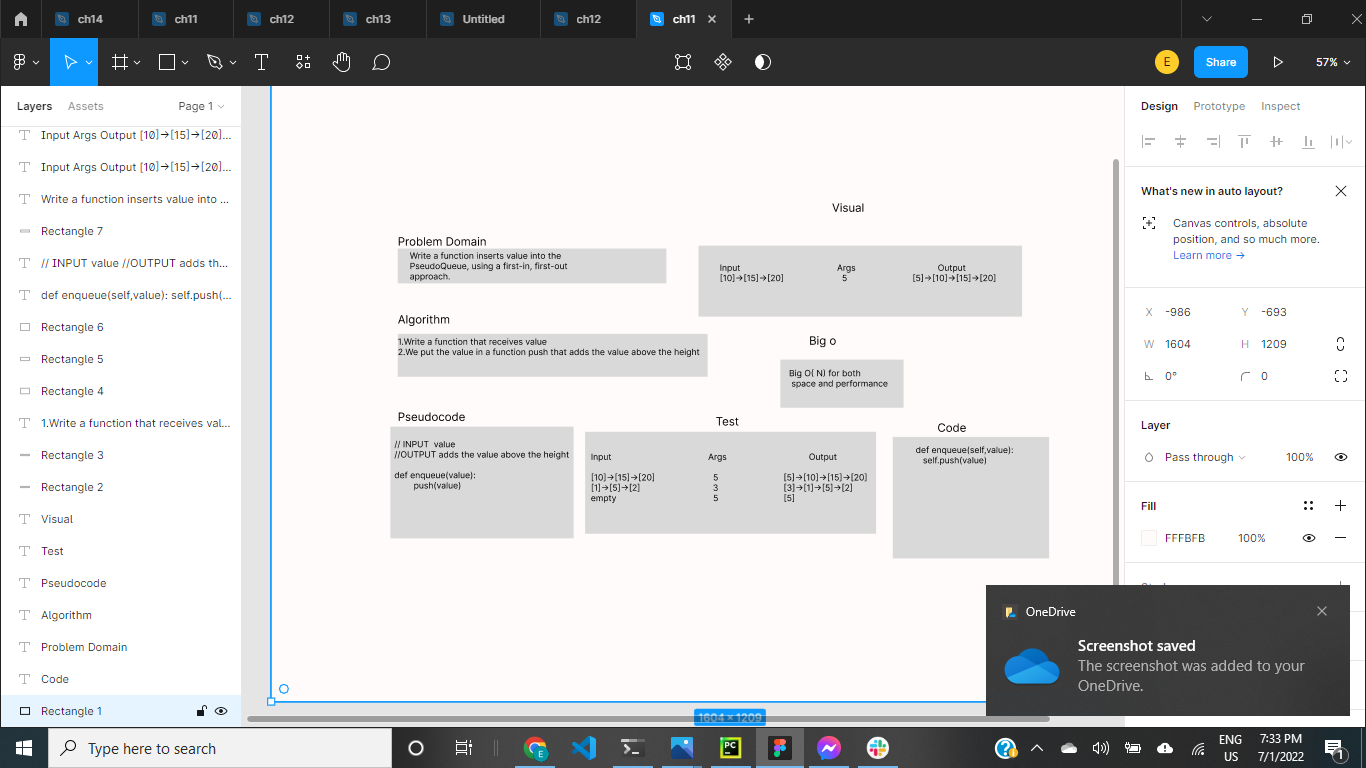 ch14
ch11
ch12
ch13
Untitled
ch12
ch11
E
Share
57%
Layers
Assets
Page 1
Input Args Output [10]→[15]→[20]...
Input Args Output [10]→[15]→[20]...
Write a function inserts value into ...
Rectangle 7
// INPUT value //OUTPUT adds th...
def enqueue(self,value): self.push(...
Rectangle 6
Rectangle 5
Rectangle 4
1.Write a function that receives val...
Rectangle 3
Rectangle 2
Visual
Test
Pseudocode
Algorithm
Problem Domain
Code
Rectangle 1
Visual
Problem Domain
Write a function inserts value into the
PseudoQueue, using a first-in, first-out
approach.
Input Args Output
[10]→[15]→[20] 5 [5]→[10]→[15]→[20]
Algorithm
1.Write a function that receives value
2.We put the value in a function push that adds the value above the height
Big o
Big O( N) for both
space and performance
Pseudocode
// INPUT value
//OUTPUT adds the value above the height
def enqueue(value):
push(value)
Test
Input Args Output
[10]→[15]→[20] 5 [5]→[10]→[15]→[20]
[1]→[5]→[2] 3 [3]→[1]→[5]→[2]
empty 5 [5]
Code
def enqueue(self,value):
self.push(value)
1604 × 1209
Design
Prototype
Inspect
What's new in auto layout?
Canvas controls, absolute
position, and so much more.
Learn more →
X -986 Y -693
W 1604 H 1209
0° 0
Layer
Pass through 100%
Fill
FFFBFB 100%
OneDrive
Screenshot saved
The screenshot was added to your
OneDrive.
Type here to search
PC
ENG
US
7:33 PM
7/1/2022
1